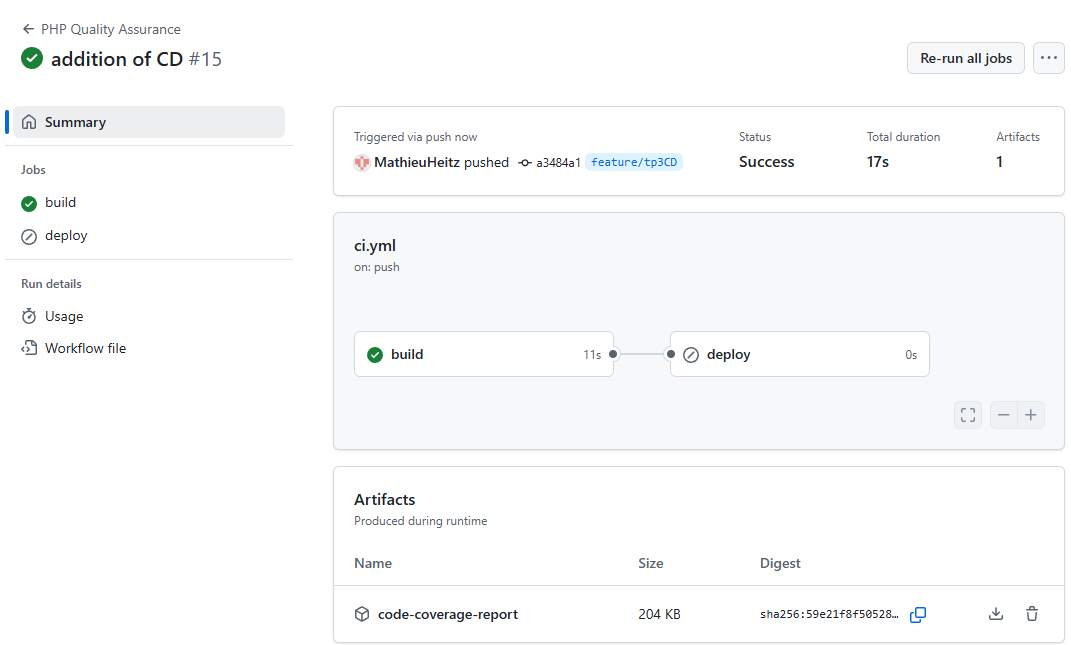 PHP Quality Assurance
addition of CD #15
Re-run all jobs
Summary
Jobs
build
deploy
Run details
Usage
Workflow file
Triggered via push now
MathieuHeitz pushed a3484a1 feature/tp3CD
Status
Success
Total duration
17s
Artifacts
1
ci.yml
on: push
build 11s
deploy 0s
Artifacts
Produced during runtime
Name Size Digest
code-coverage-report 204 KB sha256:59e21f8f50528…